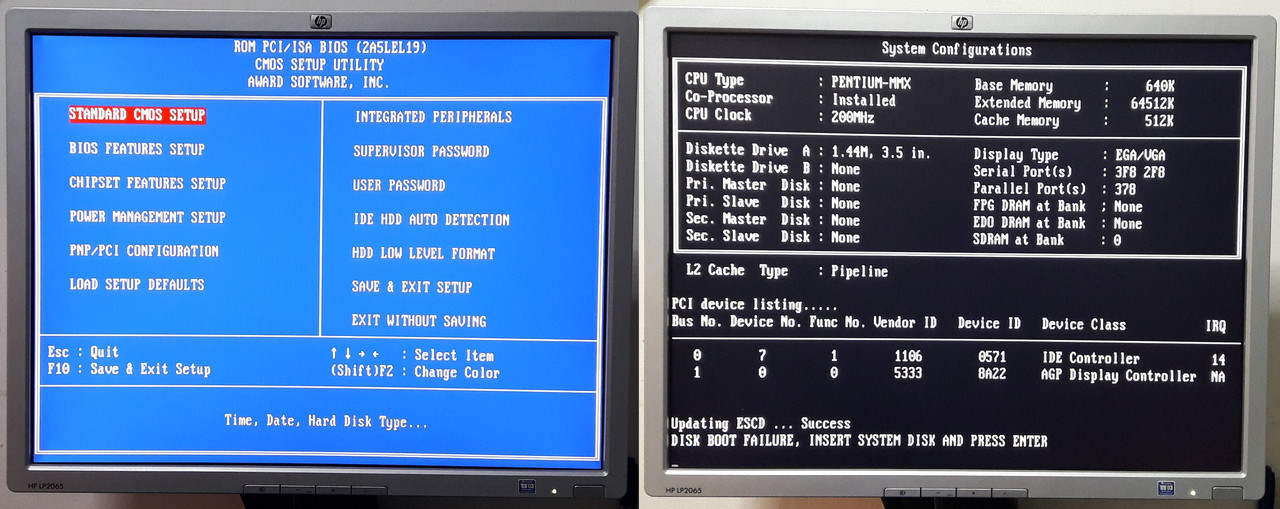 hp
ROM PCI/ISA BIOS (2A5LEL19)
CMOS SETUP UTILITY
AWARD SOFTWARE, INC.
STANDARD CMOS SETUP
BIOS FEATURES SETUP
CHIPSET FEATURES SETUP
POWER MANAGEMENT SETUP
PNP/PCI CONFIGURATION
LOAD SETUP DEFAULTS
INTEGRATED PERIPHERALS
SUPERVISOR PASSWORD
USER PASSWORD
IDE HDD AUTO DETECTION
HDD LOW LEVEL FORMAT
SAVE & EXIT SETUP
EXIT WITHOUT SAVING
Esc : Quit
F10 : Save & Exit Setup
↑ ↓ → ← : Select Item
(Shift)F2 : Change Color
Time, Date, Hard Disk Type...
HP LP2065
hp
System Configurations
CPU Type : PENTIUM-MMX
Co-Processor : Installed
CPU Clock : 200MHz
Base Memory : 640K
Extended Memory : 64512K
Cache Memory : 512K
Diskette Drive A : 1.44M, 3.5 in.
Diskette Drive B : None
Pri. Master Disk : None
Pri. Slave Disk : None
Sec. Master Disk : None
Sec. Slave Disk : None
Display Type : EGA/VGA
Serial Port(s) : 3F8 2F8
Parallel Port(s) : 378
FPG DRAM at Bank : None
EDO DRAM at Bank : None
SDRAM at Bank : 0
L2 Cache Type : Pipeline
PCI device listing.....
Bus No. Device No. Func No. Vendor ID Device ID Device Class IRQ
0 7 1 1106 0571 IDE Controller 14
1 0 0 5333 8A22 AGP Display Controller NA
Updating ESCD ... Success
DISK BOOT FAILURE, INSERT SYSTEM DISK AND PRESS ENTER
_
HP LP2065